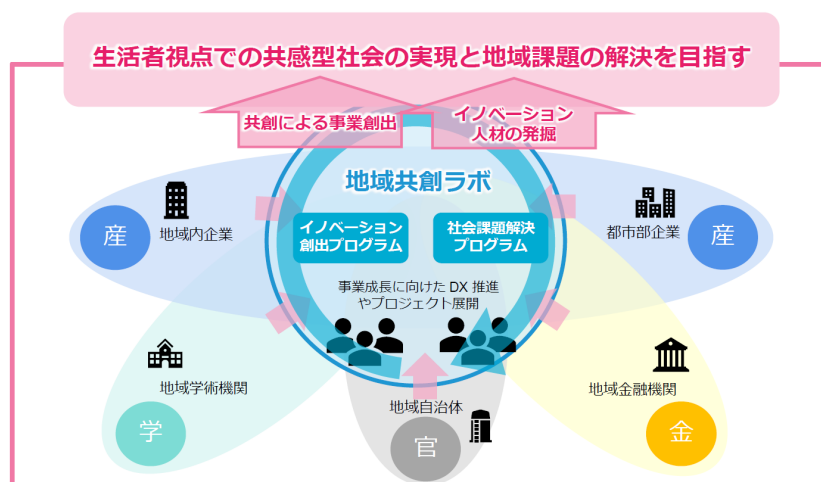 生活者視点での共感型社会の実現と地域課題の解決を目指す
共創による事業創出
イノベーション
人材の発掘
地域共創ラボ
イノベーション
創出プログラム
社会課題解決
プログラム
事業成長に向けた DX 推進
やプロジェクト展開
産
地域内企業
都市部企業
産
地域学術機関
学
地域自治体
官
地域金融機関
金